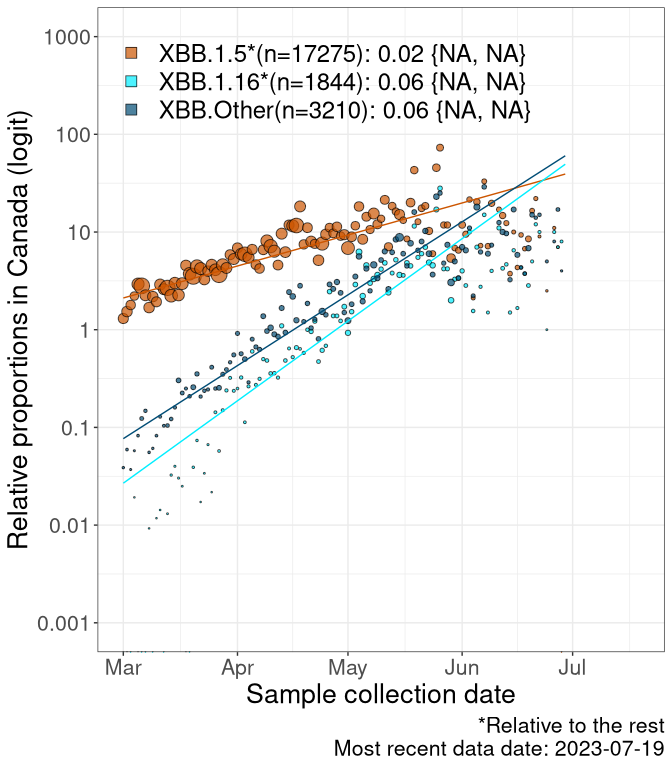 Relative proportions in Canada (logit)
1000
100
10
1
0.1
0.01
0.001
XBB.1.5*(n=17275): 0.02 {NA, NA}
XBB.1.16*(n=1844): 0.06 {NA, NA}
XBB.Other(n=3210): 0.06 {NA, NA}
Mar Apr May Jun Jul
Sample collection date
*Relative to the rest
Most recent data date: 2023-07-19